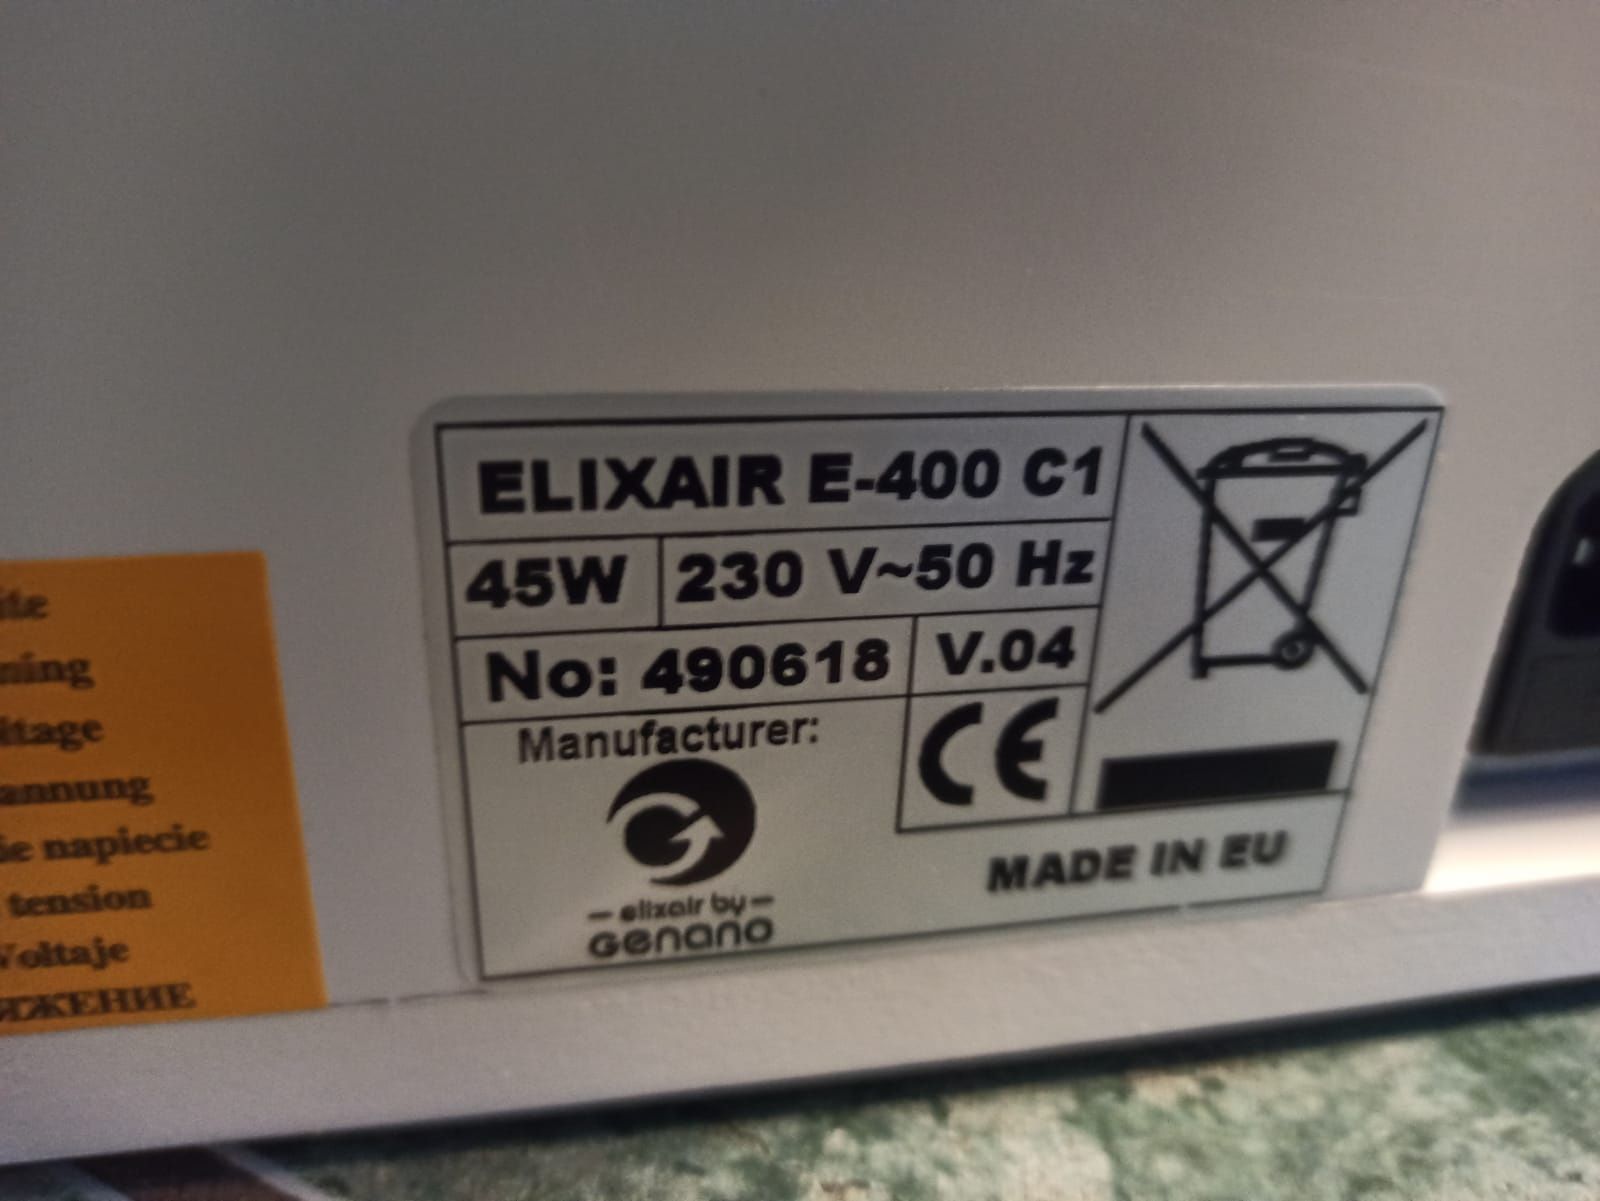 ELIXAIR E-400 C1
45W 230 V~50 Hz
No: 490618 V.04
Manufacturer:
CE
elixair by
Genano
MADE IN EU
tension